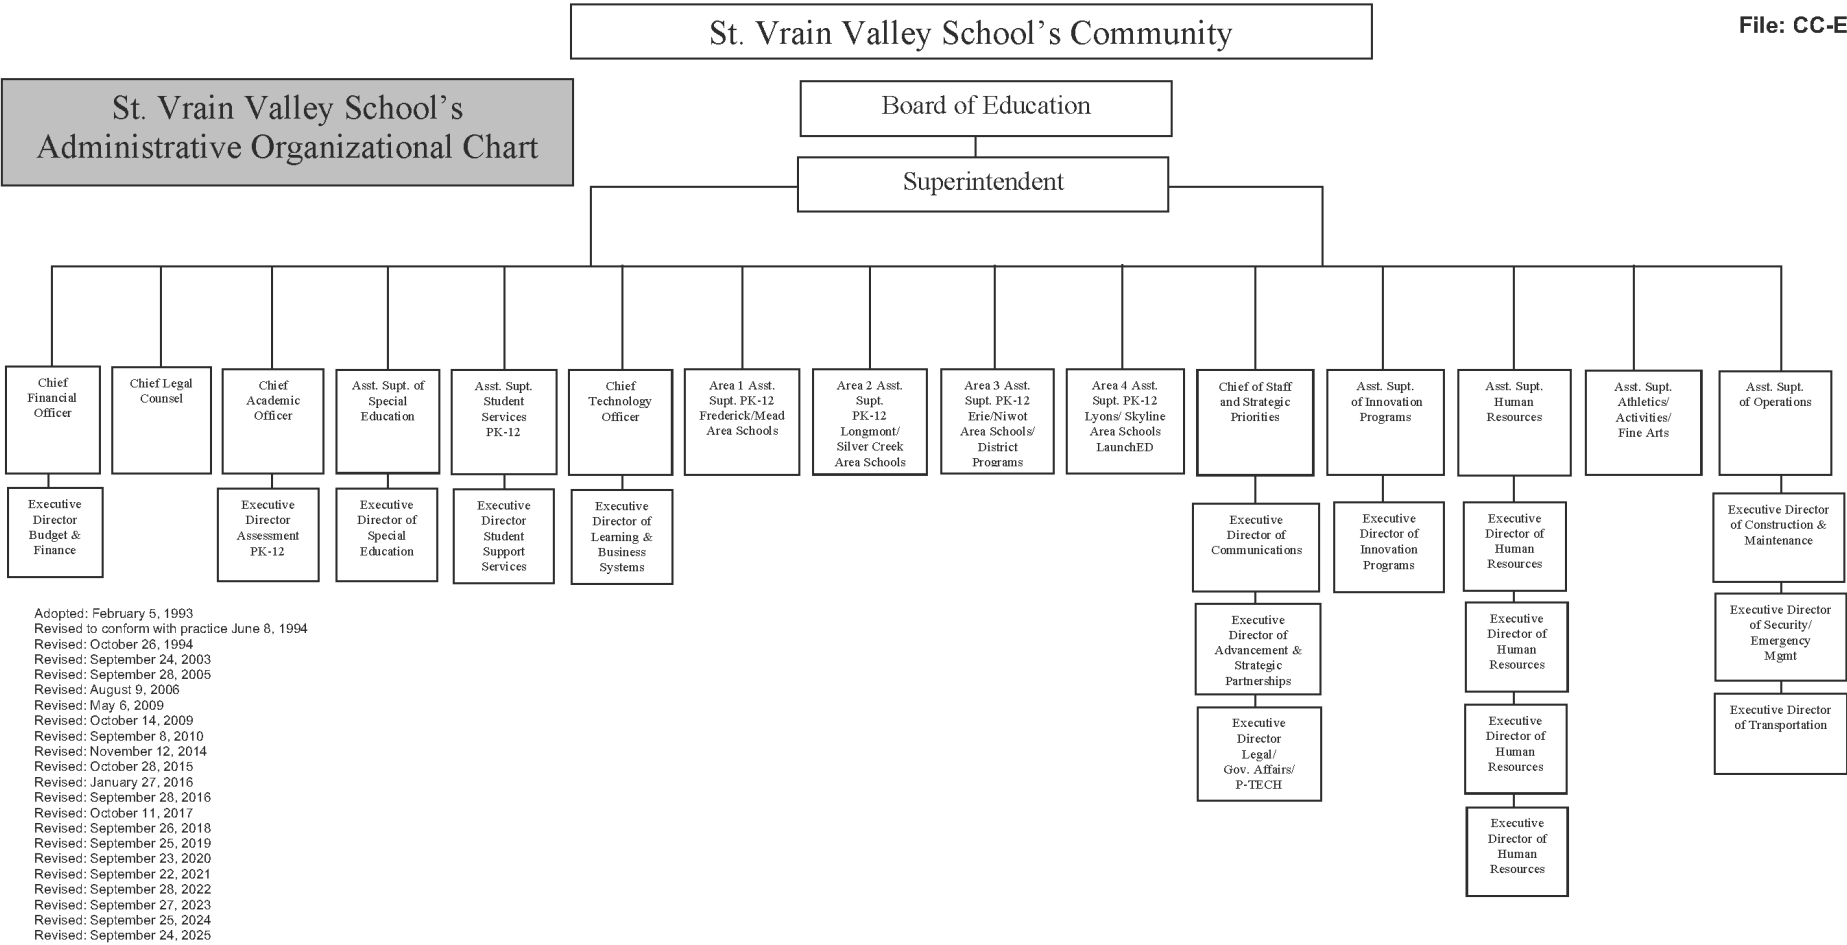 St. Vrain Valley School's Community
File: CC-E
St. Vrain Valley School's
Administrative Organizational Chart
Board of Education
Superintendent
Chief
Financial
Officer
Chief Legal
Counsel
Chief
Academic
Officer
Asst. Supt. of
Special
Education
Asst. Supt.
Student
Services
PK-12
Chief
Technology
Officer
Area 1 Asst.
Supt. PK-12
Frederick/Mead
Area Schools
Area 2 Asst.
Supt.
PK-12
Longmont/
Silver Creek
Area Schools
Area 3 Asst.
Supt. PK-12
Erie/Niwot
Area Schools/
District
Programs
Area 4 Asst.
Supt. PK-12
Lyons/ Skyline
Area Schools
LaunchED
Chief of Staff
and Strategic
Priorities
Asst. Supt.
of Innovation
Programs
Asst. Supt.
Human
Resources
Asst. Supt.
Athletics/
Activities/
Fine Arts
Asst. Supt.
of Operations
Executive
Director
Budget &
Finance
Executive
Director
Assessment
PK-12
Executive
Director of
Special
Education
Executive
Director
Student
Support
Services
Executive
Director of
Learning &
Business
Systems
Executive
Director of
Communications
Executive
Director of
Innovation
Programs
Executive
Director of
Human
Resources
Executive Director
of Construction &
Maintenance
Executive
Director of
Advancement &
Strategic
Partnerships
Executive
Director of
Human
Resources
Executive Director
of Security/
Emergency
Mgmt
Executive
Director
Legal/
Gov. Affairs/
P-TECH
Executive
Director of
Human
Resources
Executive Director
of Transportation
Executive
Director of
Human
Resources
Adopted: February 5, 1993
Revised to conform with practice June 8, 1994
Revised: October 26, 1994
Revised: September 24, 2003
Revised: September 28, 2005
Revised: August 9, 2006
Revised: May 6, 2009
Revised: October 14, 2009
Revised: September 8, 2010
Revised: November 12, 2014
Revised: October 28, 2015
Revised: January 27, 2016
Revised: September 28, 2016
Revised: October 11, 2017
Revised: September 26, 2018
Revised: September 25, 2019
Revised: September 23, 2020
Revised: September 22, 2021
Revised: September 28, 2022
Revised: September 27, 2023
Revised: September 25, 2024
Revised: September 24, 2025